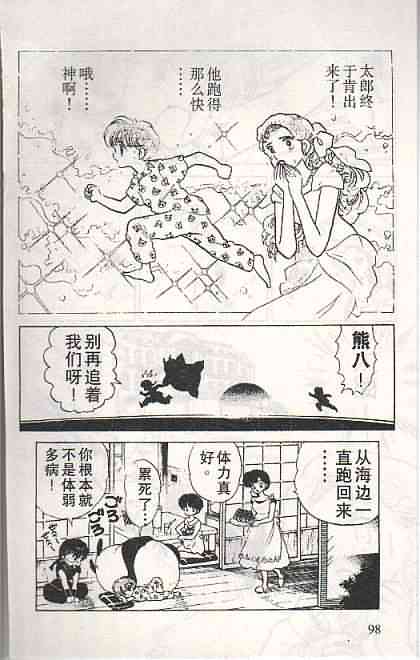 太郎终
于肯出
来了！
他跑得
那么快
……
哦……
神啊！
熊八！
别再追着
我们呀！
从海边一
直跑回来
……
体力真
好。
累死了…
你根本就
不是体弱
多病！
ごろ
ごろ
98